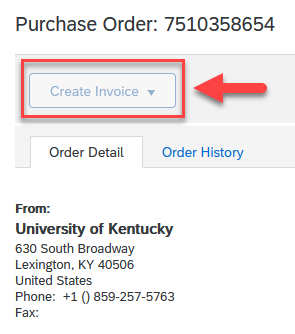 Purchase Order: 7510358654
Create Invoice
Order Detail Order History
From:
University of Kentucky
630 South Broadway
Lexington, KY 40506
United States
Phone: +1 () 859-257-5763
Fax: